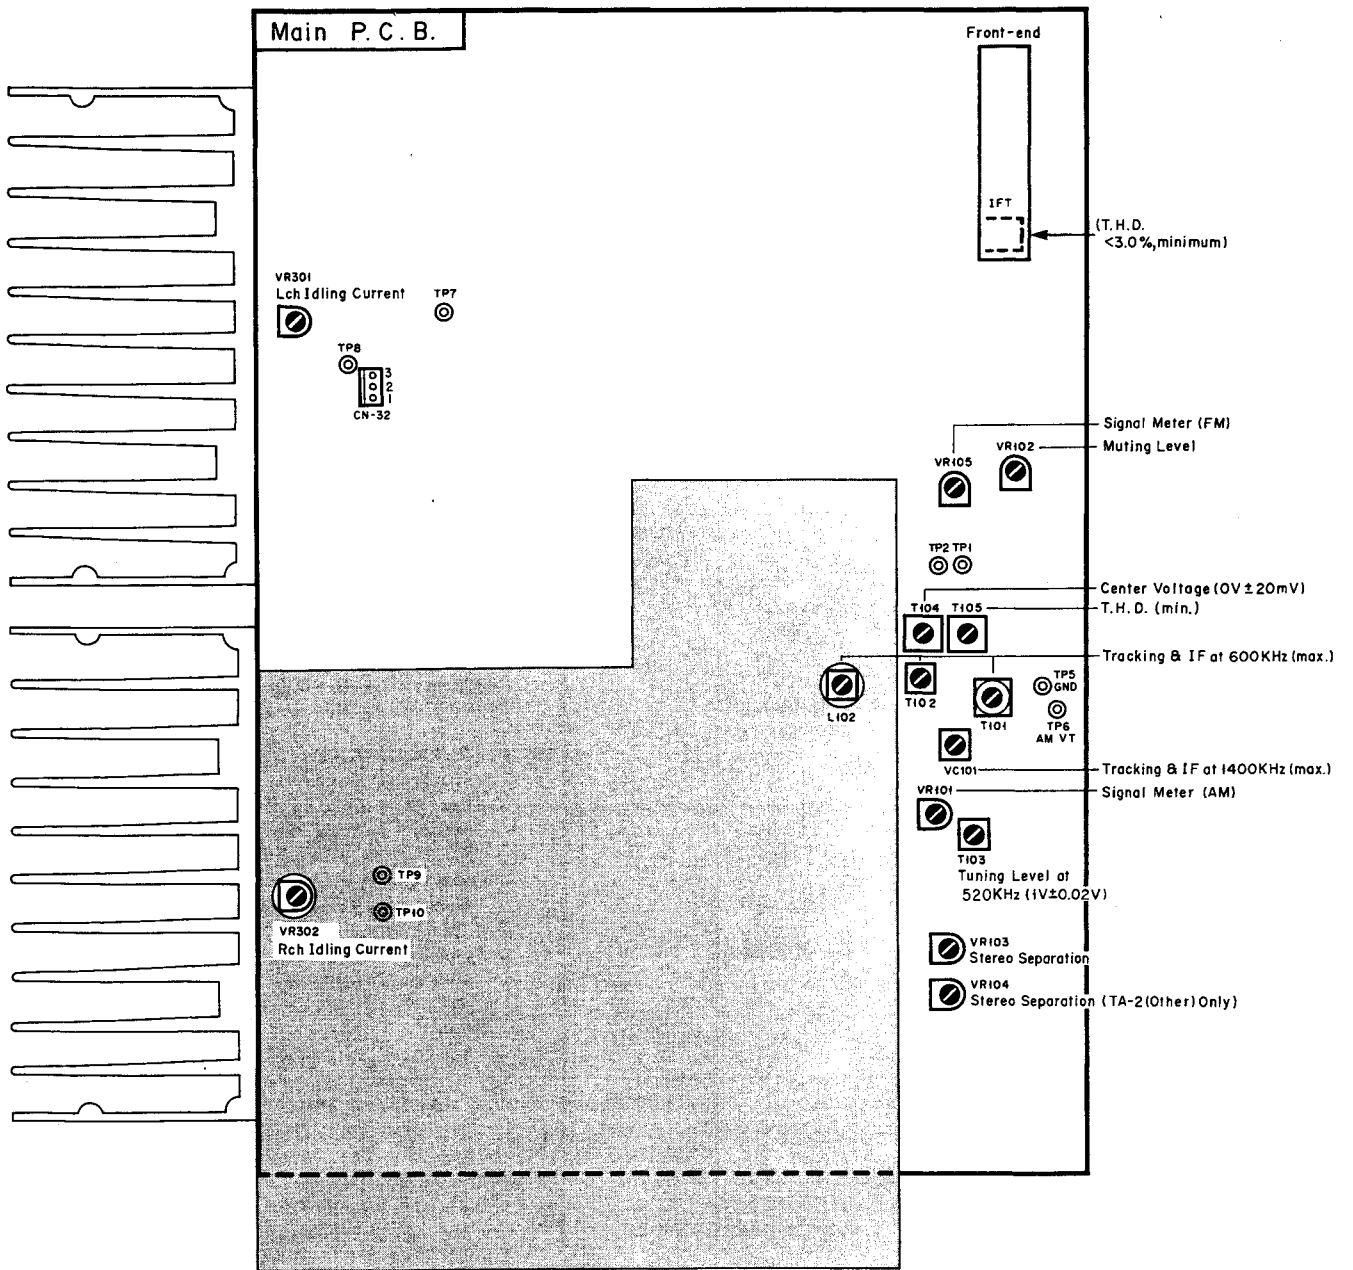 Main P.C.B.
Front-end
IFT
(T.H.D.
<3.0%,minimum)
VR301
Lch Idling Current
TP7
TP8
3
2
1
CN-32
Signal Meter (FM)
VR102
Muting Level
VR105
TP2 TP1
Center Voltage (0V±20mV)
T104 T105
T.H.D. (min.)
Tracking & IF at 600KHz (max.)
TP5
GND
L102
T102
T101
TP6
AM VT
VC101
Tracking & IF at 1400KHz (max.)
VR101
Signal Meter (AM)
T103
Tuning Level at
520KHz (1V±0.02V)
TP9
TP10
VR302
Rch Idling Current
VR103
Stereo Separation
VR104
Stereo Separation (TA-2(Other) Only)